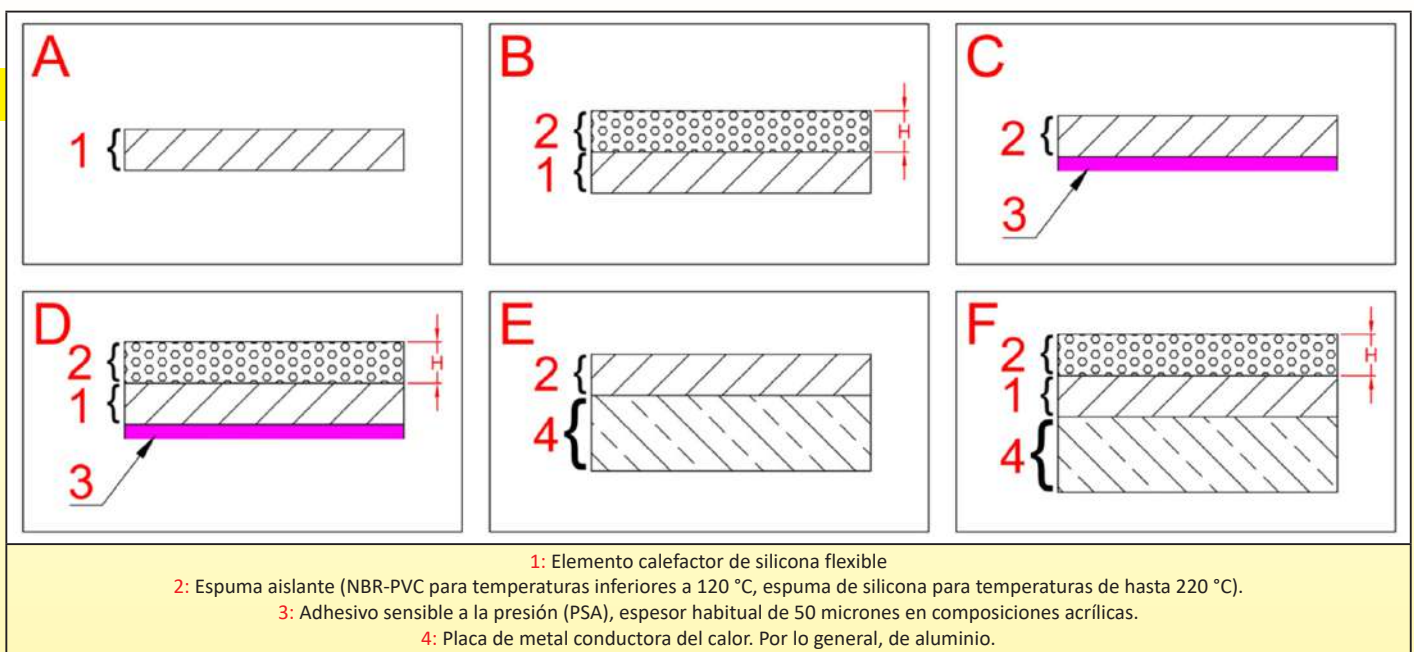 A
1
B
2
H
1
C
2
3
D
2
H
1
3
E
2
4
F
2
H
1
4
1: Elemento calefactor de silicona flexible
2: Espuma aislante (NBR-PVC para temperaturas inferiores a 120 °C, espuma de silicona para temperaturas de hasta 220 °C).
3: Adhesivo sensible a la presión (PSA), espesor habitual de 50 micrones en composiciones acrílicas.
4: Placa de metal conductora del calor. Por lo general, de aluminio.